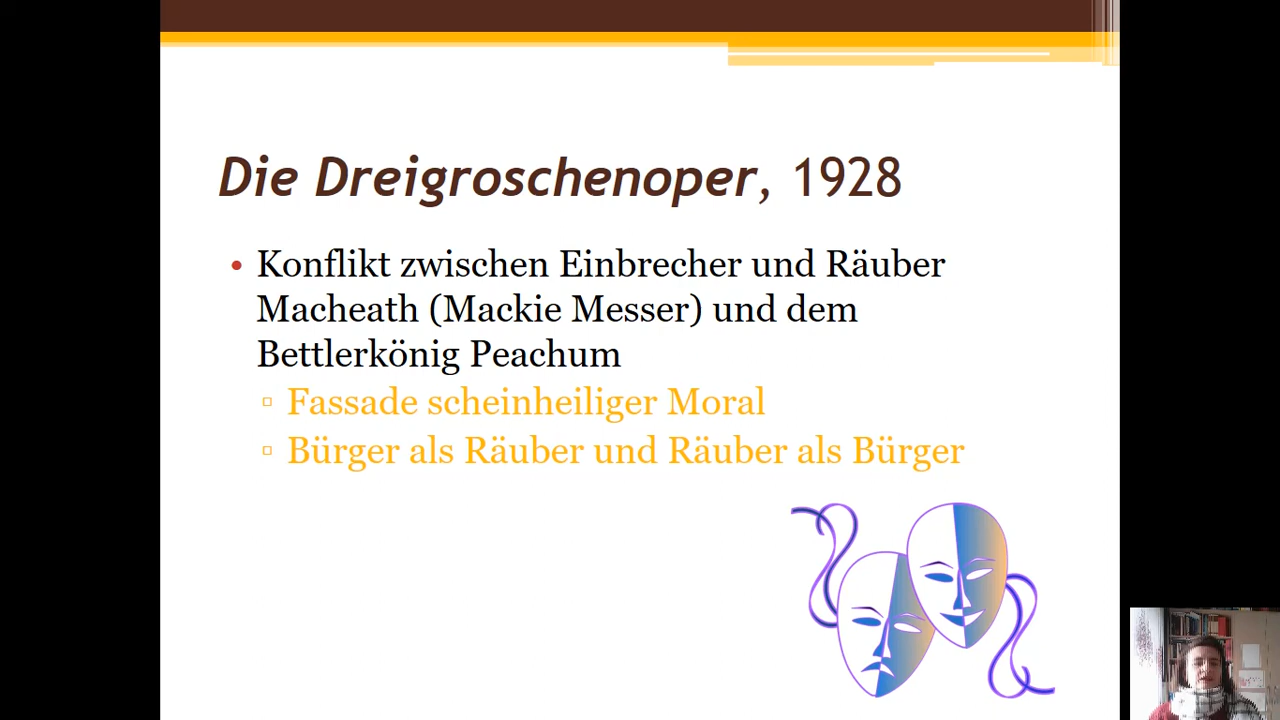 Die Dreigroschenoper, 1928
• Konflikt zwischen Einbrecher und Räuber
Macheath (Mackie Messer) und dem
Bettlerkönig Peachum
▫ Fassade scheinheiliger Moral
▫ Bürger als Räuber und Räuber als Bürger